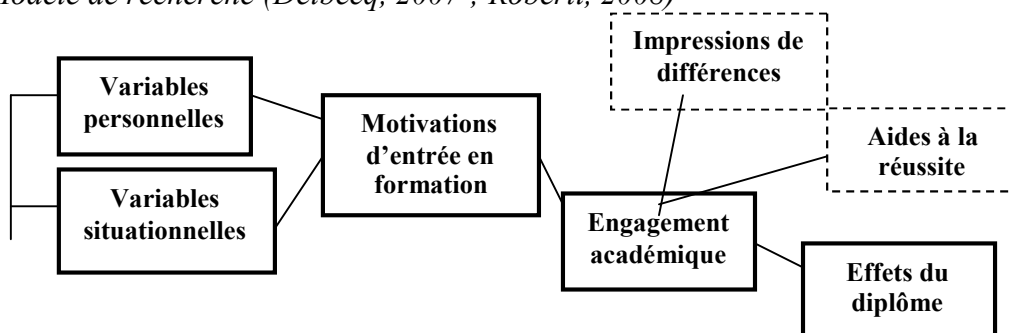 Modèle de recherche (Delbecq, 2007 ; Roberti, 2008)
Impressions de
différences
Variables
personnelles
Motivations
d’entrée en
formation
Aides à la
réussite
Variables
situationnelles
Engagement
académique
Effets du
diplôme